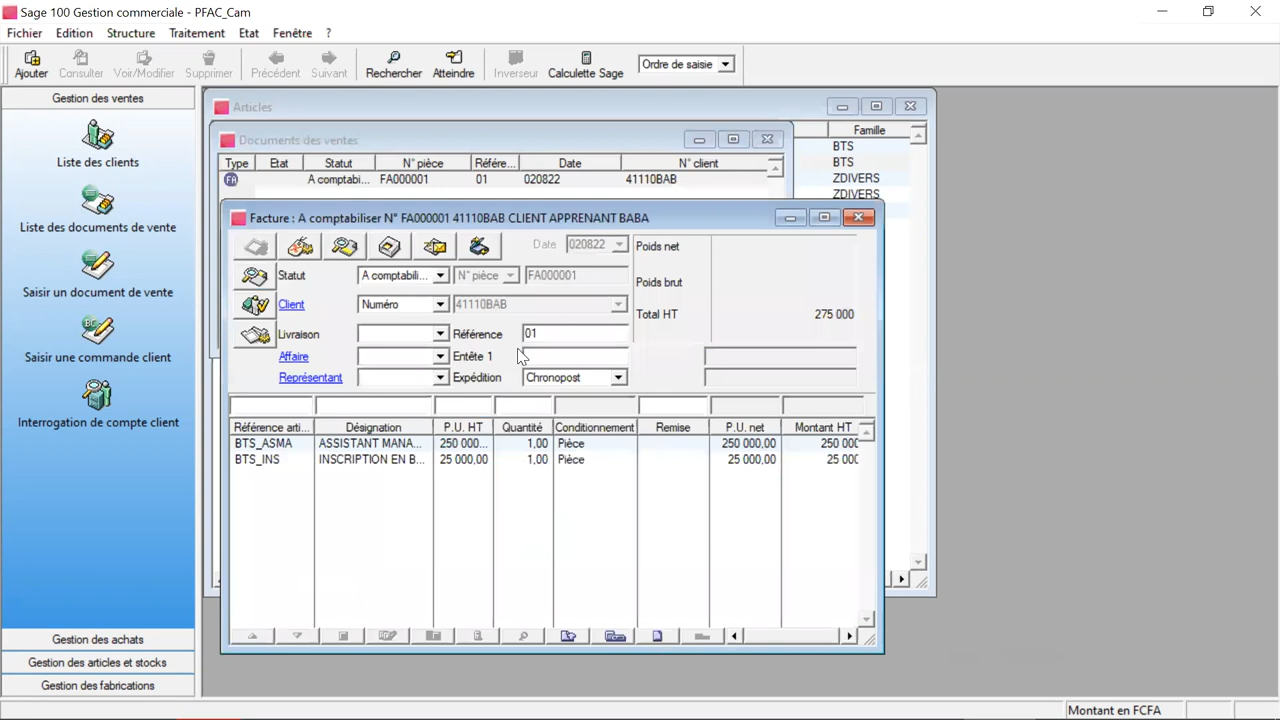 Sage 100 Gestion commerciale - PFAC_Cam
Fichier Edition Structure Traitement Etat Fenêtre ?
Ajouter Consulter Voir/Modifier Supprimer Précédent Suivant Rechercher Atteindre Inverseur Calculette Sage Ordre de saisie
Gestion des ventes
Liste des clients
Liste des documents de vente
Saisir un document de vente
Saisir une commande client
Interrogation de compte client
Gestion des achats
Gestion des articles et stocks
Gestion des fabrications
Articles
Famille
BTS
BTS
ZDIVERS
ZDIVERS
Documents des ventes
Type Etat Statut N° pièce Référe... Date N° client
FA A comptabi... FA000001 01 020822 41110BAB
Facture : A comptabiliser N° FA000001 41110BAB CLIENT APPRENANT BABA
Date 020822 Poids net
Statut A comptabili... N° pièce FA000001 Poids brut
Client Numéro 41110BAB Total HT 275 000
Livraison Référence 01
Affaire Entête 1
Représentant Expédition Chronopost
Référence arti... Désignation P.U. HT Quantité Conditionnement Remise P.U. net Montant HT
BTS_ASMA ASSISTANT MANA... 250 000... 1,00 Pièce 250 000,00 250 000
BTS_INS INSCRIPTION EN B... 25 000,00 1,00 Pièce 25 000,00 25 000
Montant en FCFA